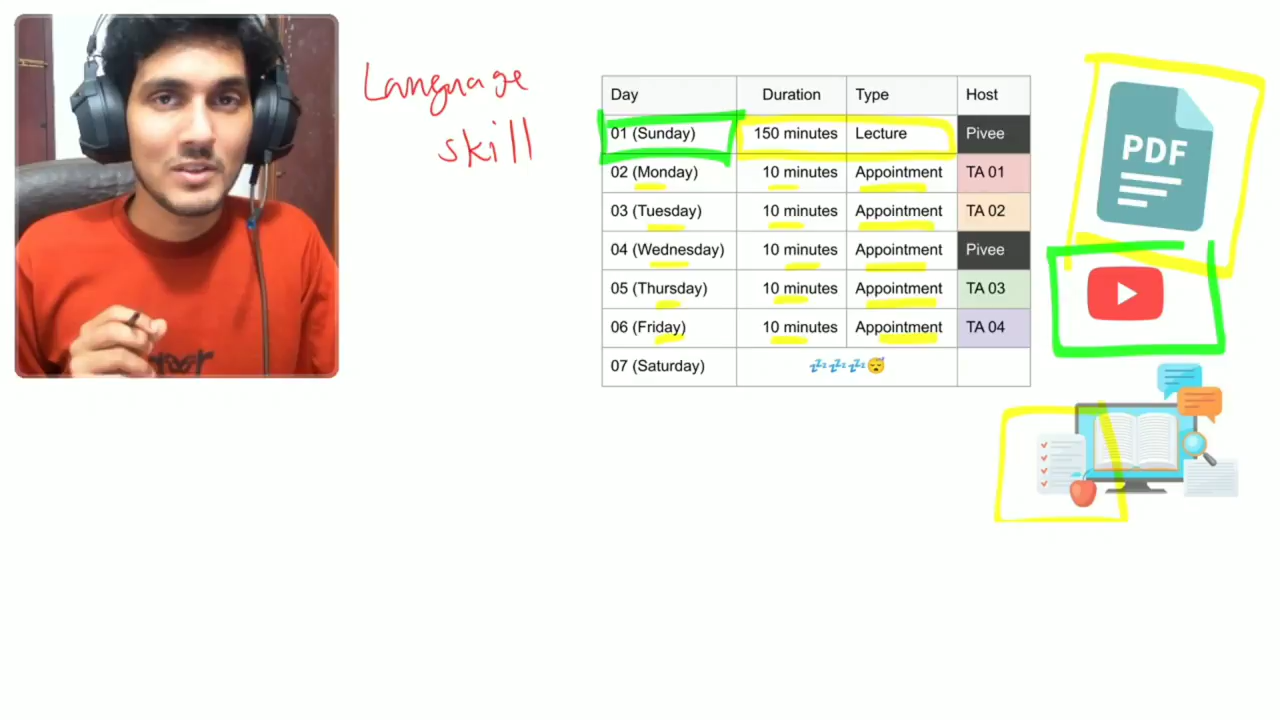 Language
skill
Day Duration Type Host
01 (Sunday) 150 minutes Lecture Pivee
02 (Monday) 10 minutes Appointment TA 01
03 (Tuesday) 10 minutes Appointment TA 02
04 (Wednesday) 10 minutes Appointment Pivee
05 (Thursday) 10 minutes Appointment TA 03
06 (Friday) 10 minutes Appointment TA 04
07 (Saturday) 💤💤💤😴
PDF